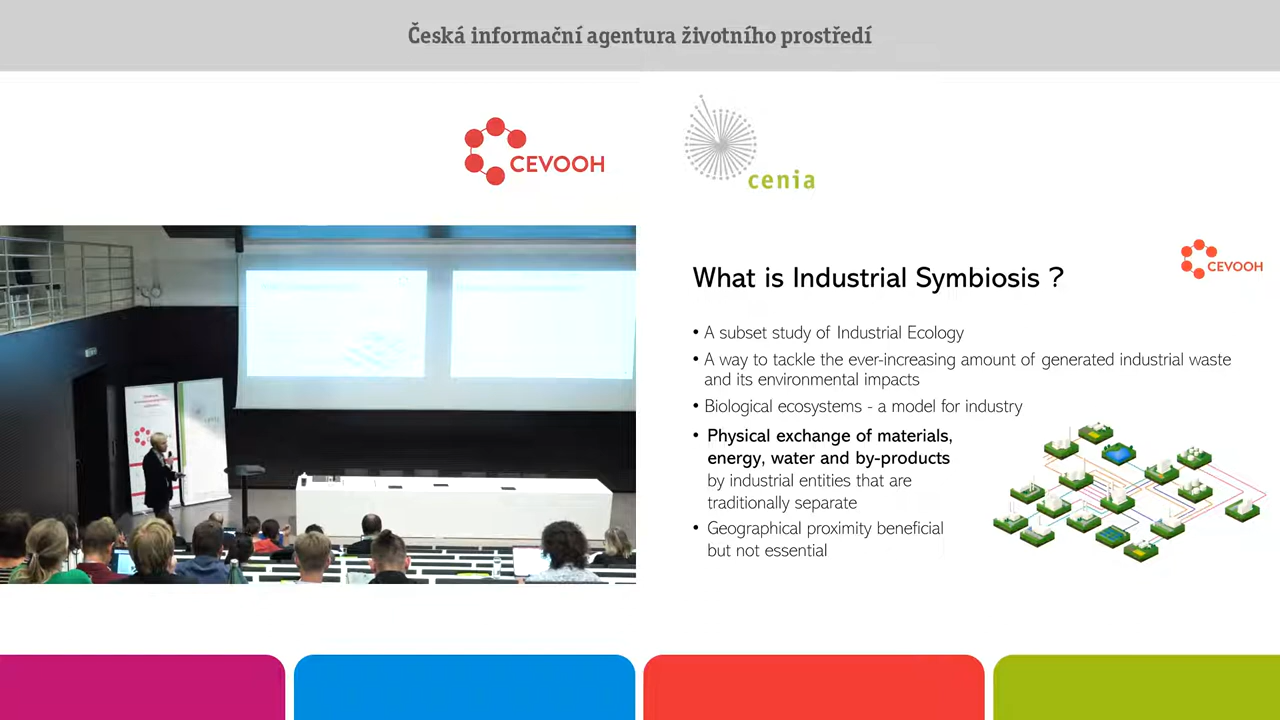 Česká informační agentura životního prostředí
CEVOOH
cenia
CEVOOH
What is Industrial Symbiosis ?
• A subset study of Industrial Ecology
• A way to tackle the ever-increasing amount of generated industrial waste
and its environmental impacts
• Biological ecosystems - a model for industry
• Physical exchange of materials,
energy, water and by-products
by industrial entities that are
traditionally separate
• Geographical proximity beneficial
but not essential